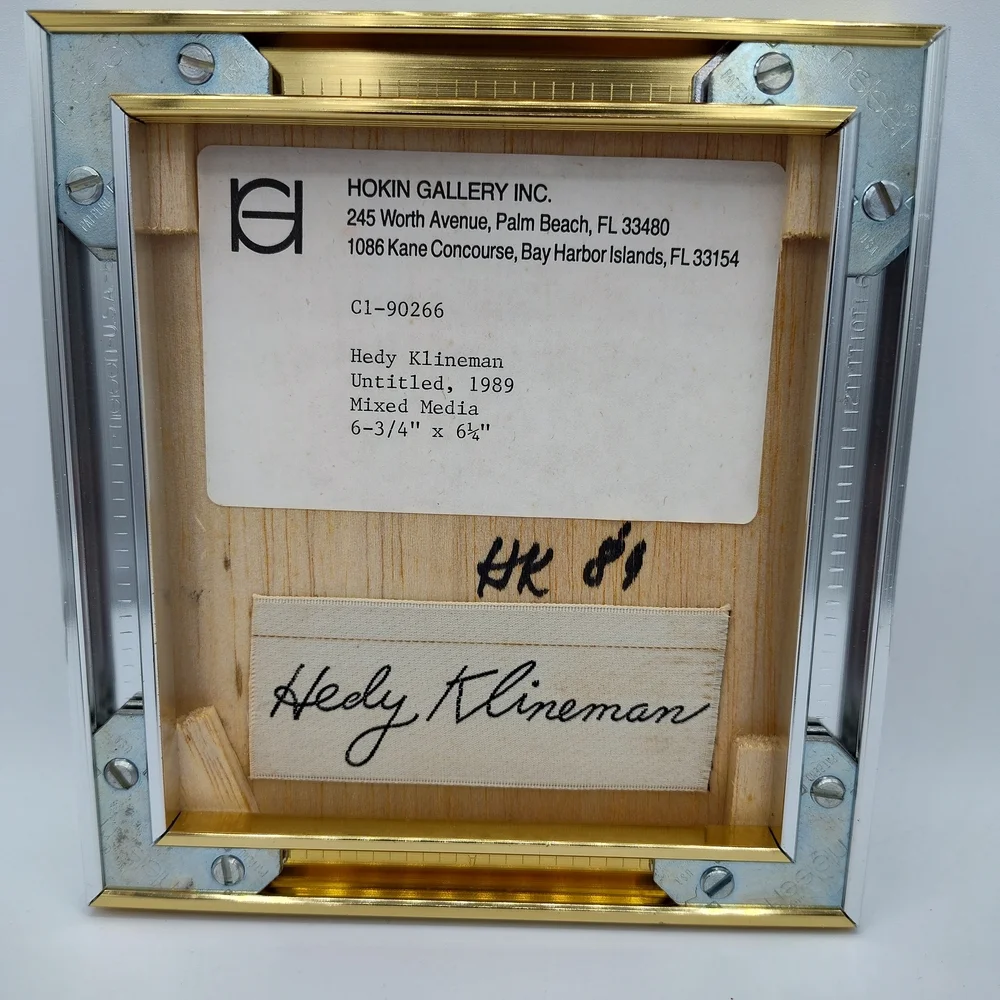 HOKIN GALLERY INC.
245 Worth Avenue, Palm Beach, FL 33480
1086 Kane Concourse, Bay Harbor Islands, FL 33154
C1-90266
Hedy Klineman
Untitled, 1989
Mixed Media
6-3/4" x 6¼"
HK 89
Hedy Klineman